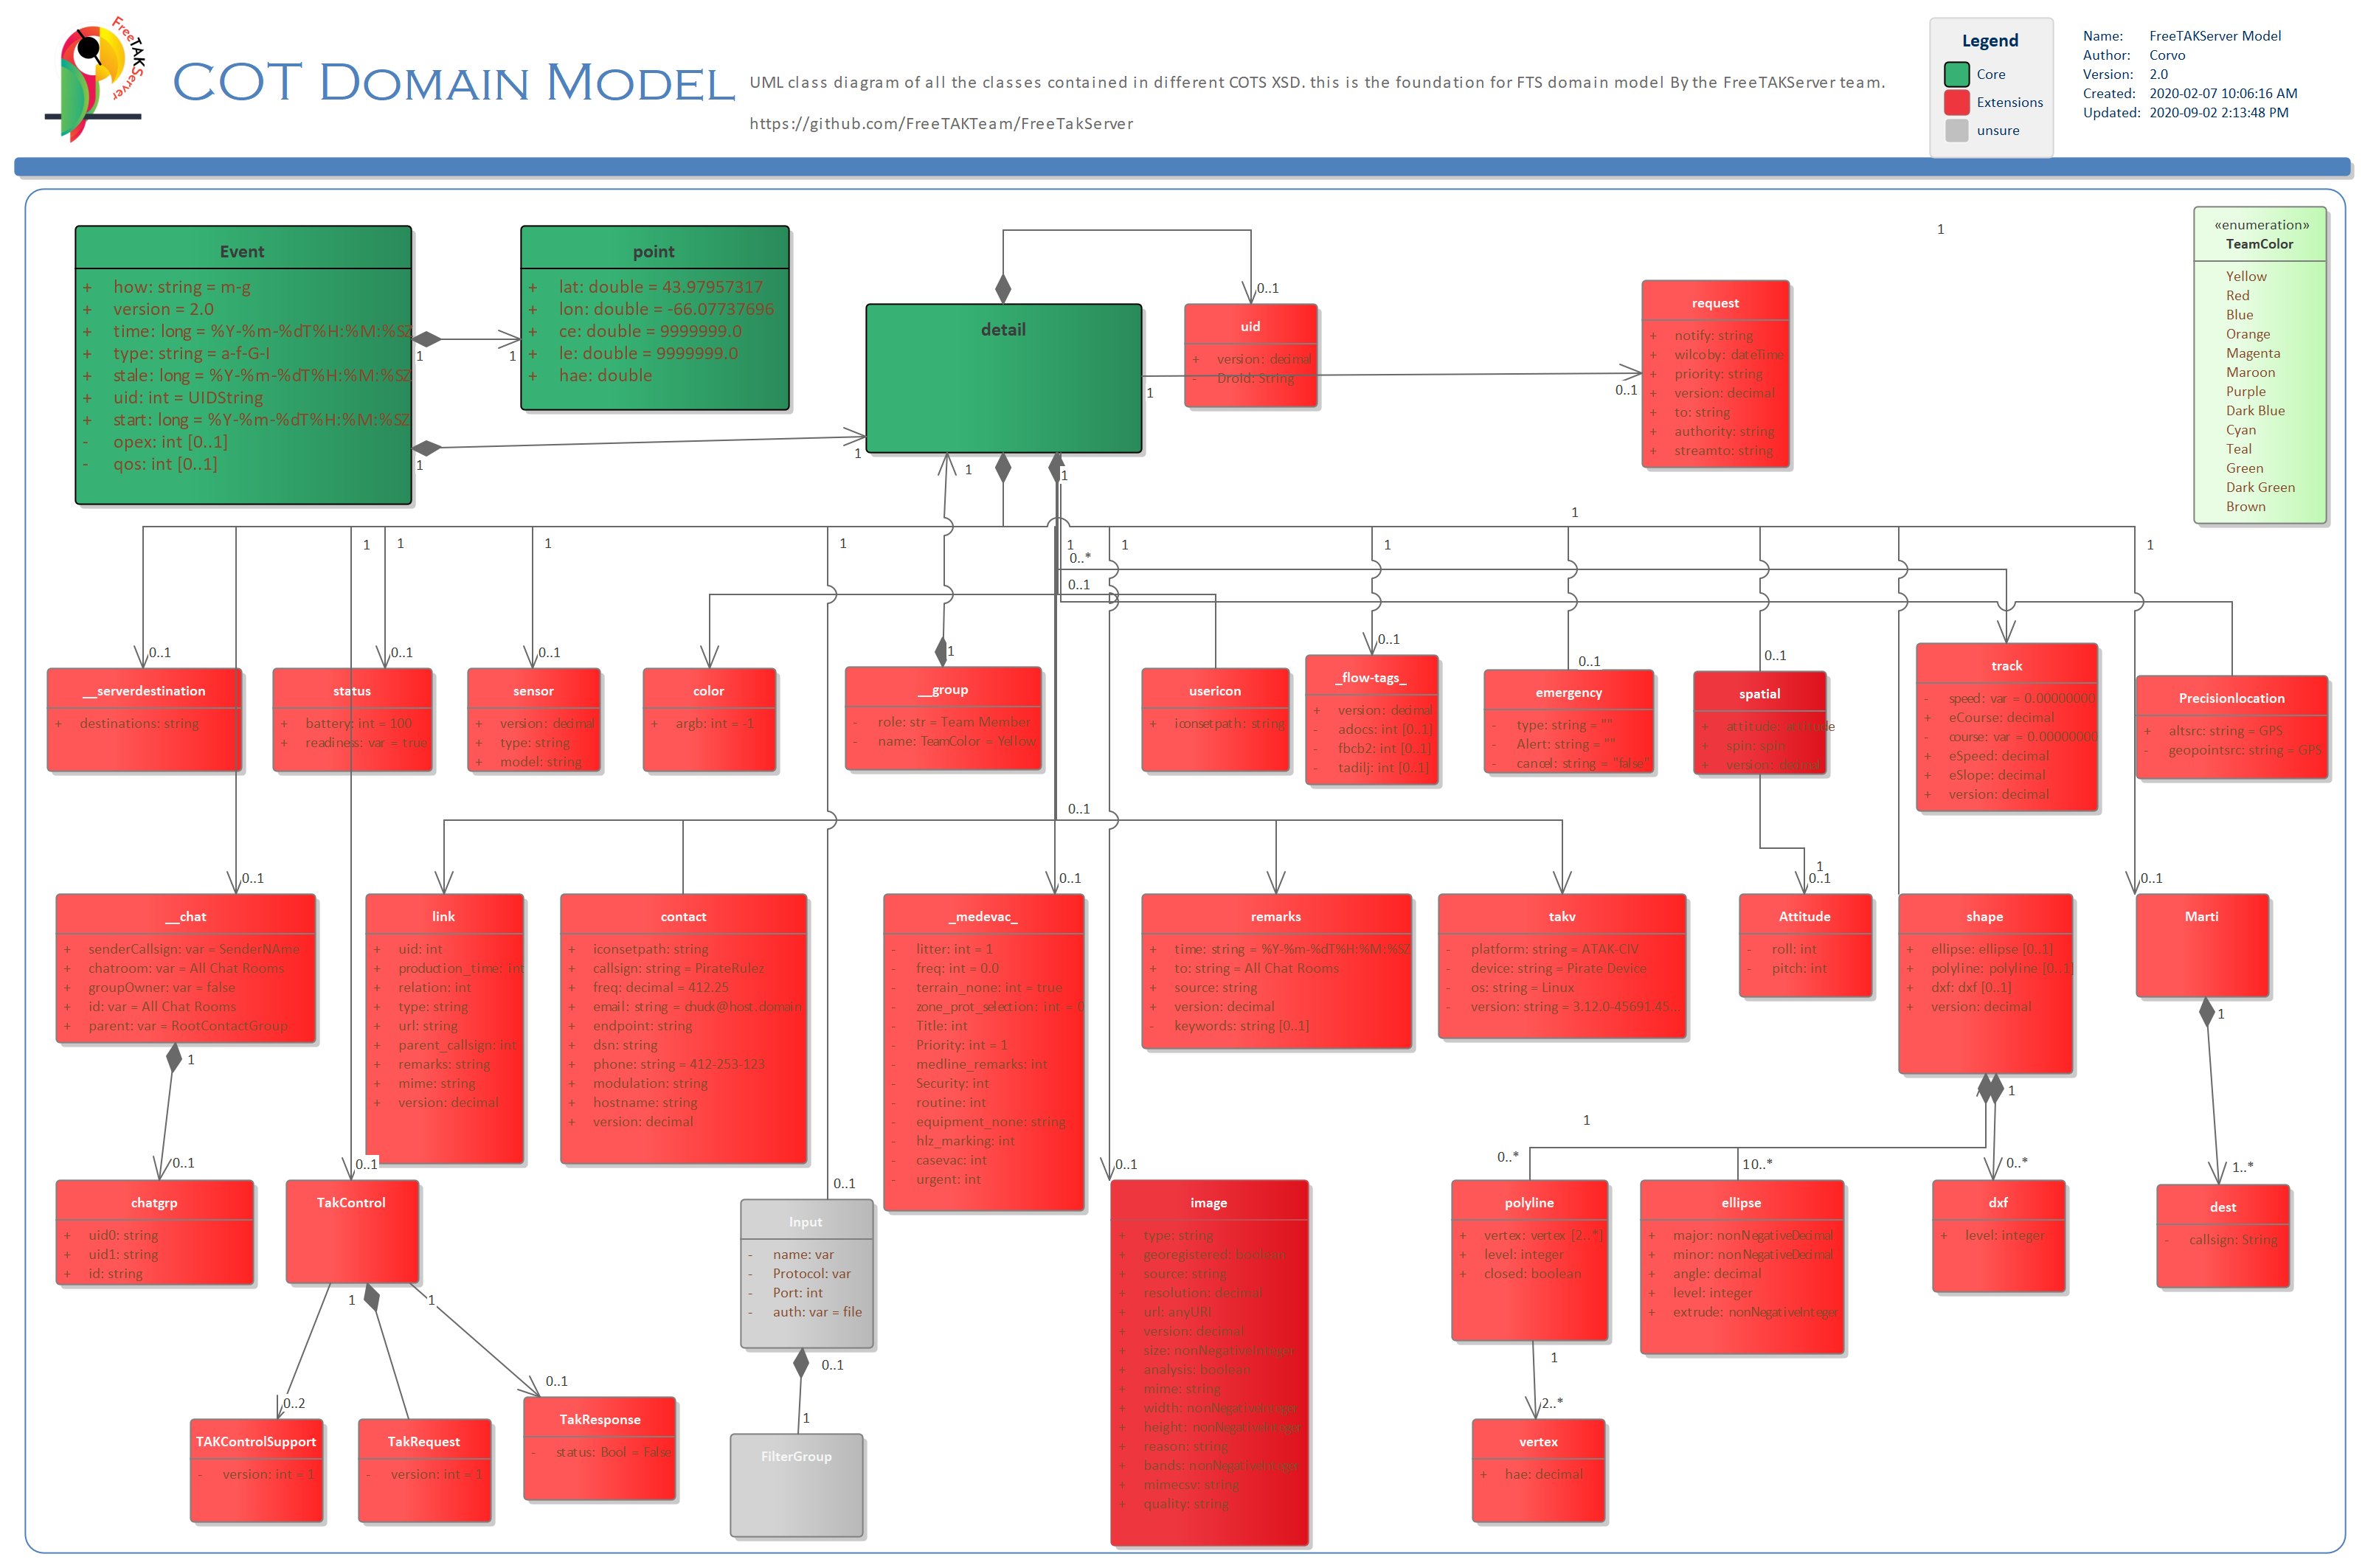 FreeTAKServer
COT DOMAIN MODEL
UML class diagram of all the classes contained in different COTS XSD. this is the foundation for FTS domain model By the FreeTAKServer team.
https://github.com/FreeTAKTeam/FreeTakServer
Legend
Core
Extensions
unsure
Name: FreeTAKServer Model
Author: Corvo
Version: 2.0
Created: 2020-02-07 10:06:16 AM
Updated: 2020-09-02 2:13:48 PM
Event
+ how: string = m-g
+ version = 2.0
+ time: long = %Y-%m-%dT%H:%M:%SZ
+ type: string = a-f-G-I
+ stale: long = %Y-%m-%dT%H:%M:%SZ
+ uid: int = UIDString
+ start: long = %Y-%m-%dT%H:%M:%SZ
- opex: int [0..1]
- qos: int [0..1]
1
1
1
1
point
+ lat: double = 43.97957317
+ lon: double = -66.07737696
+ ce: double = 9999999.0
+ le: double = 9999999.0
+ hae: double
detail
0..1
1
uid
+ version: decimal
- Droid: String
1
0..1
request
+ notify: string
+ wilcoby: dateTime
+ priority: string
+ version: decimal
+ to: string
+ authority: string
+ streamto: string
«enumeration»
TeamColor
Yellow
Red
Blue
Orange
Magenta
Maroon
Purple
Dark Blue
Cyan
Teal
Green
Dark Green
Brown
1
1
1
1
1
1
1
1
1
1
1
0..*
0..1
0..1
__serverdestination
+ destinations: string
0..1
status
+ battery: int = 100
+ readiness: var = true
0..1
sensor
+ version: decimal
+ type: string
+ model: string
color
+ argb: int = -1
1
__group
- role: str = Team Member
- name: TeamColor = Yellow
usericon
+ iconsetpath: string
0..1
_flow-tags_
+ version: decimal
- adocs: int [0..1]
- fbcb2: int [0..1]
- tadilj: int [0..1]
0..1
emergency
- type: string = ""
- Alert: string = ""
- cancel: string = "false"
0..1
spatial
+ attitude: attitude
+ spin: spin
+ version: decimal
track
- speed: var = 0.00000000
+ eCourse: decimal
- course: var = 0.00000000
+ eSpeed: decimal
+ eSlope: decimal
+ version: decimal
Precisionlocation
+ altsrc: string = GPS
- geopointsrc: string = GPS
0..1
0..1
__chat
+ senderCallsign: var = SenderNAme
+ chatroom: var = All Chat Rooms
+ groupOwner: var = false
+ id: var = All Chat Rooms
+ parent: var = RootContactGroup
link
+ uid: int
+ production_time: int
+ relation: int
+ type: string
+ url: string
+ parent_callsign: int
+ remarks: string
+ mime: string
+ version: decimal
contact
+ iconsetpath: string
+ callsign: string = PirateRulez
+ freq: decimal = 412.25
+ email: string = chuck@host.domain
+ endpoint: string
+ dsn: string
+ phone: string = 412-253-123
+ modulation: string
+ hostname: string
+ version: decimal
0..1
_medevac_
- litter: int = 1
- freq: int = 0.0
- terrain_none: int = true
- zone_prot_selection: int = 0
- Title: int
- Priority: int = 1
- medline_remarks: int
- Security: int
- routine: int
- equipment_none: string
- hlz_marking: int
- casevac: int
- urgent: int
remarks
+ time: string = %Y-%m-%dT%H:%M:%SZ
+ to: string = All Chat Rooms
+ source: string
+ version: decimal
- keywords: string [0..1]
takv
- platform: string = ATAK-CIV
- device: string = Pirate Device
- os: string = Linux
- version: string = 3.12.0-45691.45...
1
0..1
Attitude
- roll: int
- pitch: int
shape
+ ellipse: ellipse [0..1]
+ polyline: polyline [0..1]
+ dxf: dxf [0..1]
+ version: decimal
0..1
Marti
1
0..1
chatgrp
+ uid0: string
+ uid1: string
+ id: string
0..1
TakControl
1
1
0..2
0..1
TAKControlSupport
- version: int = 1
TakRequest
- version: int = 1
TakResponse
- status: Bool = False
0..1
Input
- name: var
- Protocol: var
- Port: int
- auth: var = file
0..1
1
FilterGroup
0..1
image
+ type: string
+ georegistered: boolean
+ source: string
+ resolution: decimal
+ url: anyURI
+ version: decimal
+ size: nonNegativeInteger
+ analysis: boolean
+ mime: string
+ width: nonNegativeInteger
+ height: nonNegativeInteger
+ reason: string
+ bands: nonNegativeInteger
+ mimecsv: string
+ quality: string
1
1
0..*
polyline
+ vertex: vertex [2..*]
+ level: integer
+ closed: boolean
1
2..*
vertex
+ hae: decimal
1 0..*
ellipse
+ major: nonNegativeDecimal
+ minor: nonNegativeDecimal
+ angle: decimal
+ level: integer
+ extrude: nonNegativeInteger
0..*
dxf
+ level: integer
1
1..*
dest
- callsign: String